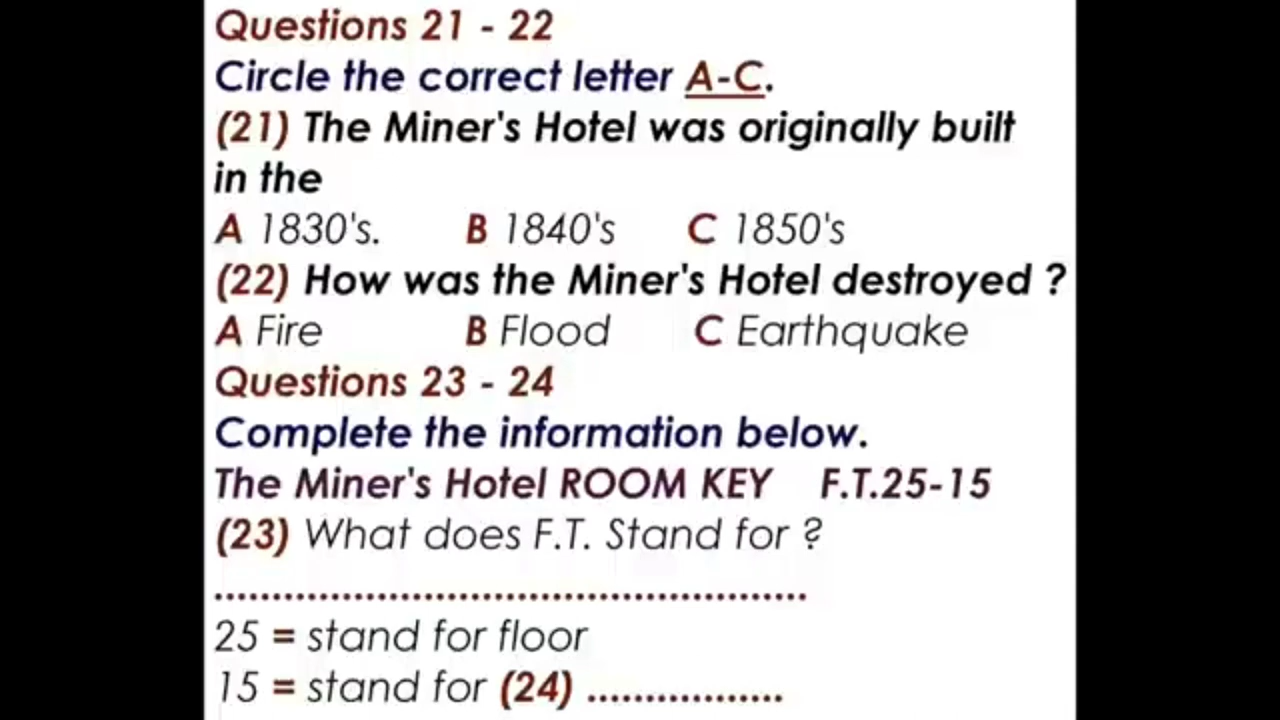 Questions 21 - 22
Circle the correct letter A-C.
(21) The Miner's Hotel was originally built
in the
A 1830's. B 1840's C 1850's
(22) How was the Miner's Hotel destroyed ?
A Fire B Flood C Earthquake
Questions 23 - 24
Complete the information below.
The Miner's Hotel ROOM KEY F.T.25-15
(23) What does F.T. Stand for ?
...................................................
25 = stand for floor
15 = stand for (24) .................